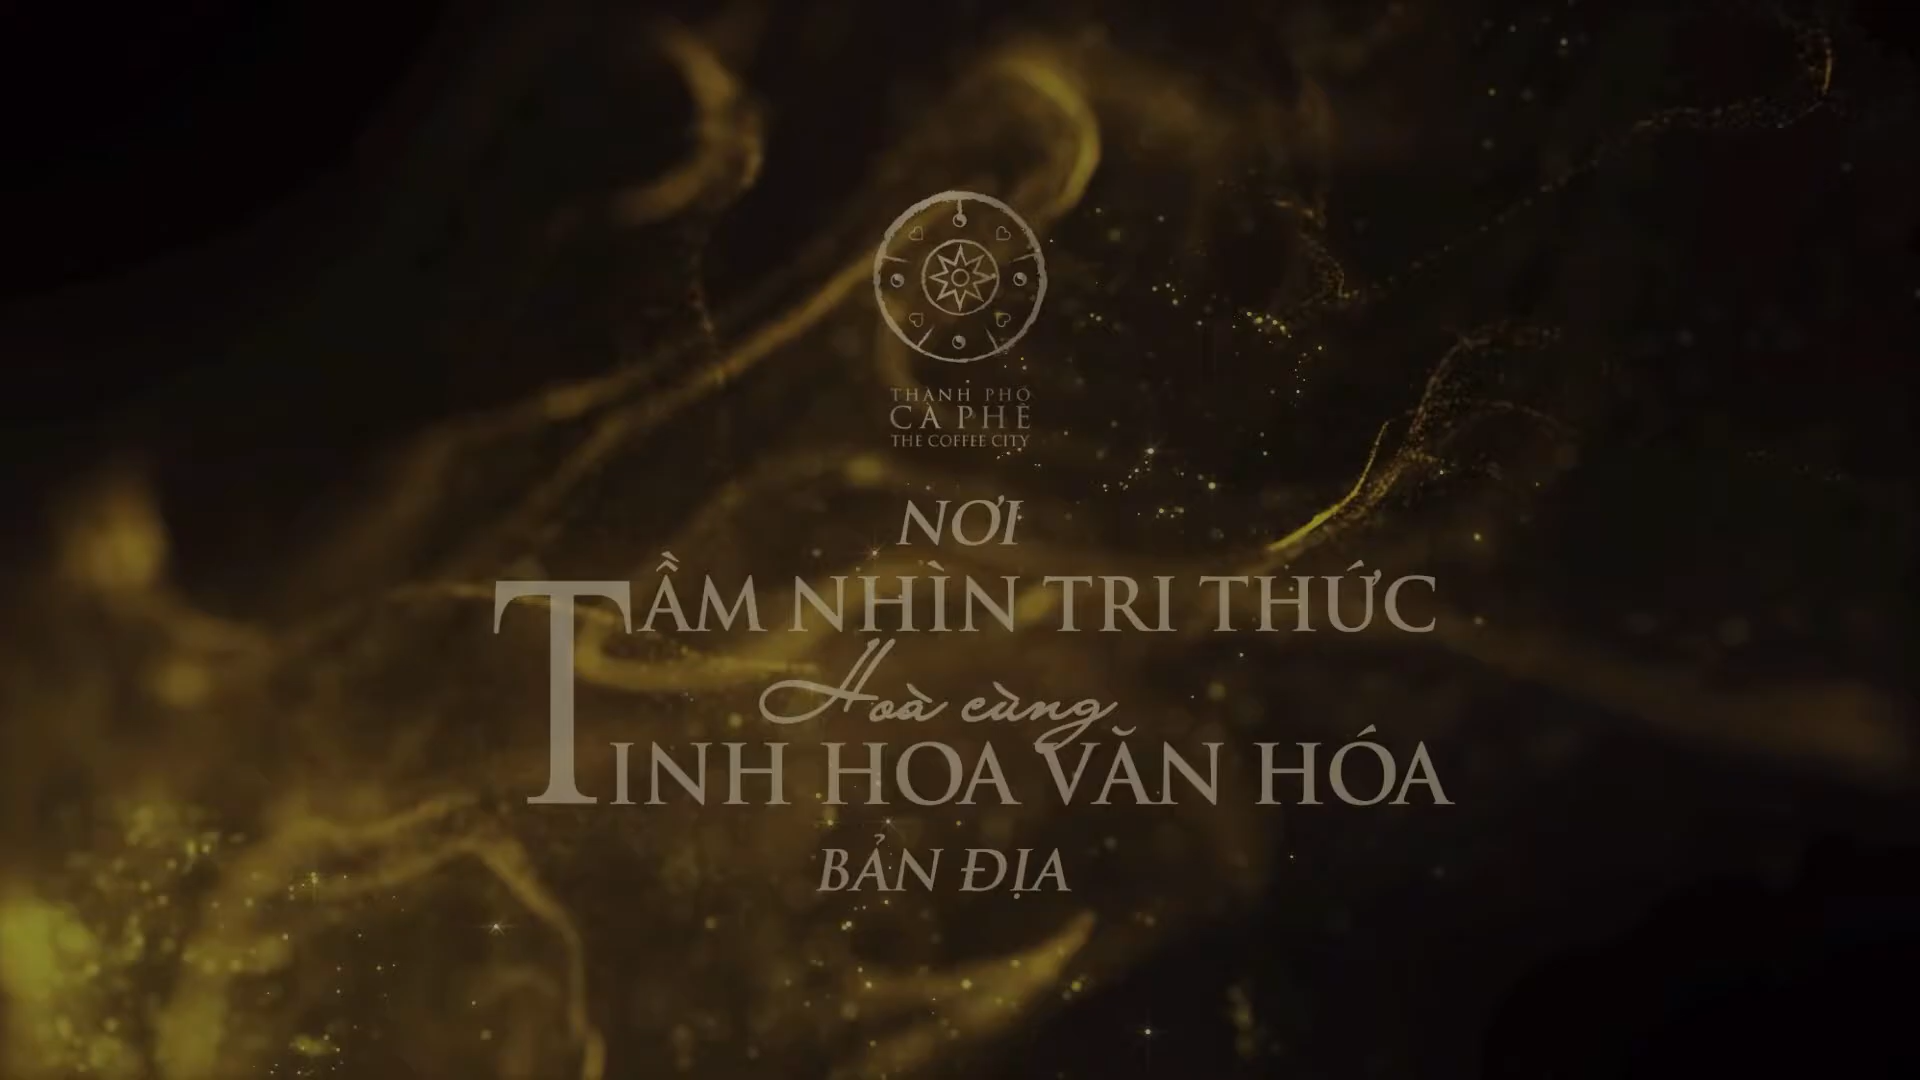 THÀNH PHỐ
CÀ PHÊ
THE COFFEE CITY
NƠI
TẦM NHÌN TRI THỨC
Hoà cùng
TINH HOA VĂN HÓA
BẢN ĐỊA